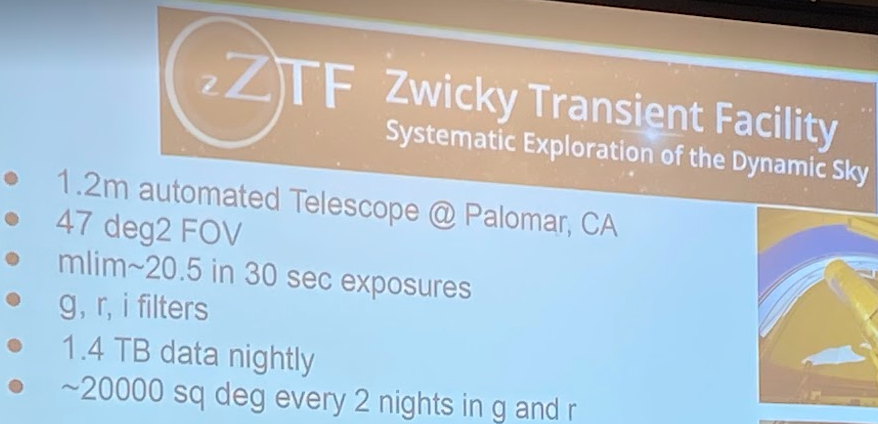 zZTF Zwicky Transient Facility
Systematic Exploration of the Dynamic Sky
• 1.2m automated Telescope @ Palomar, CA
• 47 deg2 FOV
• mlim~20.5 in 30 sec exposures
• g, r, i filters
• 1.4 TB data nightly
• ~20000 sq deg every 2 nights in g and r